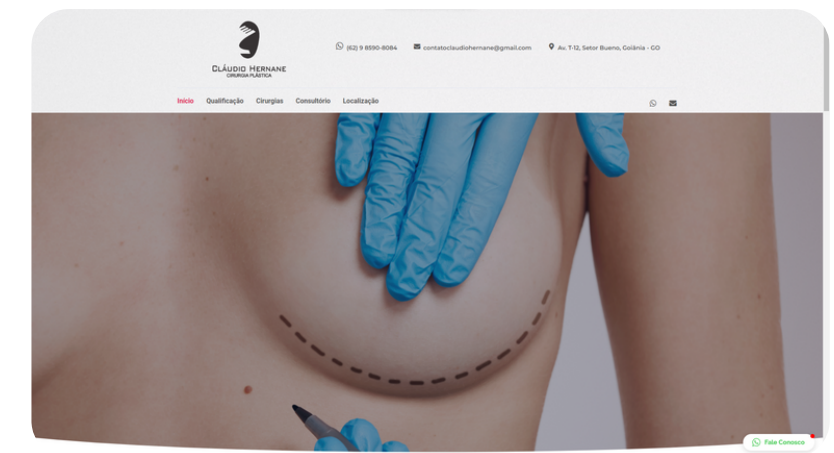 CLÁUDIO HERNANE
CIRURGIA PLÁSTICA
(62) 9 8590-8084
contatoclaudiohernane@gmail.com
Av. T-12, Setor Bueno, Goiânia - GO
Início Qualificação Cirurgias Consultório Localização
Fale Conosco